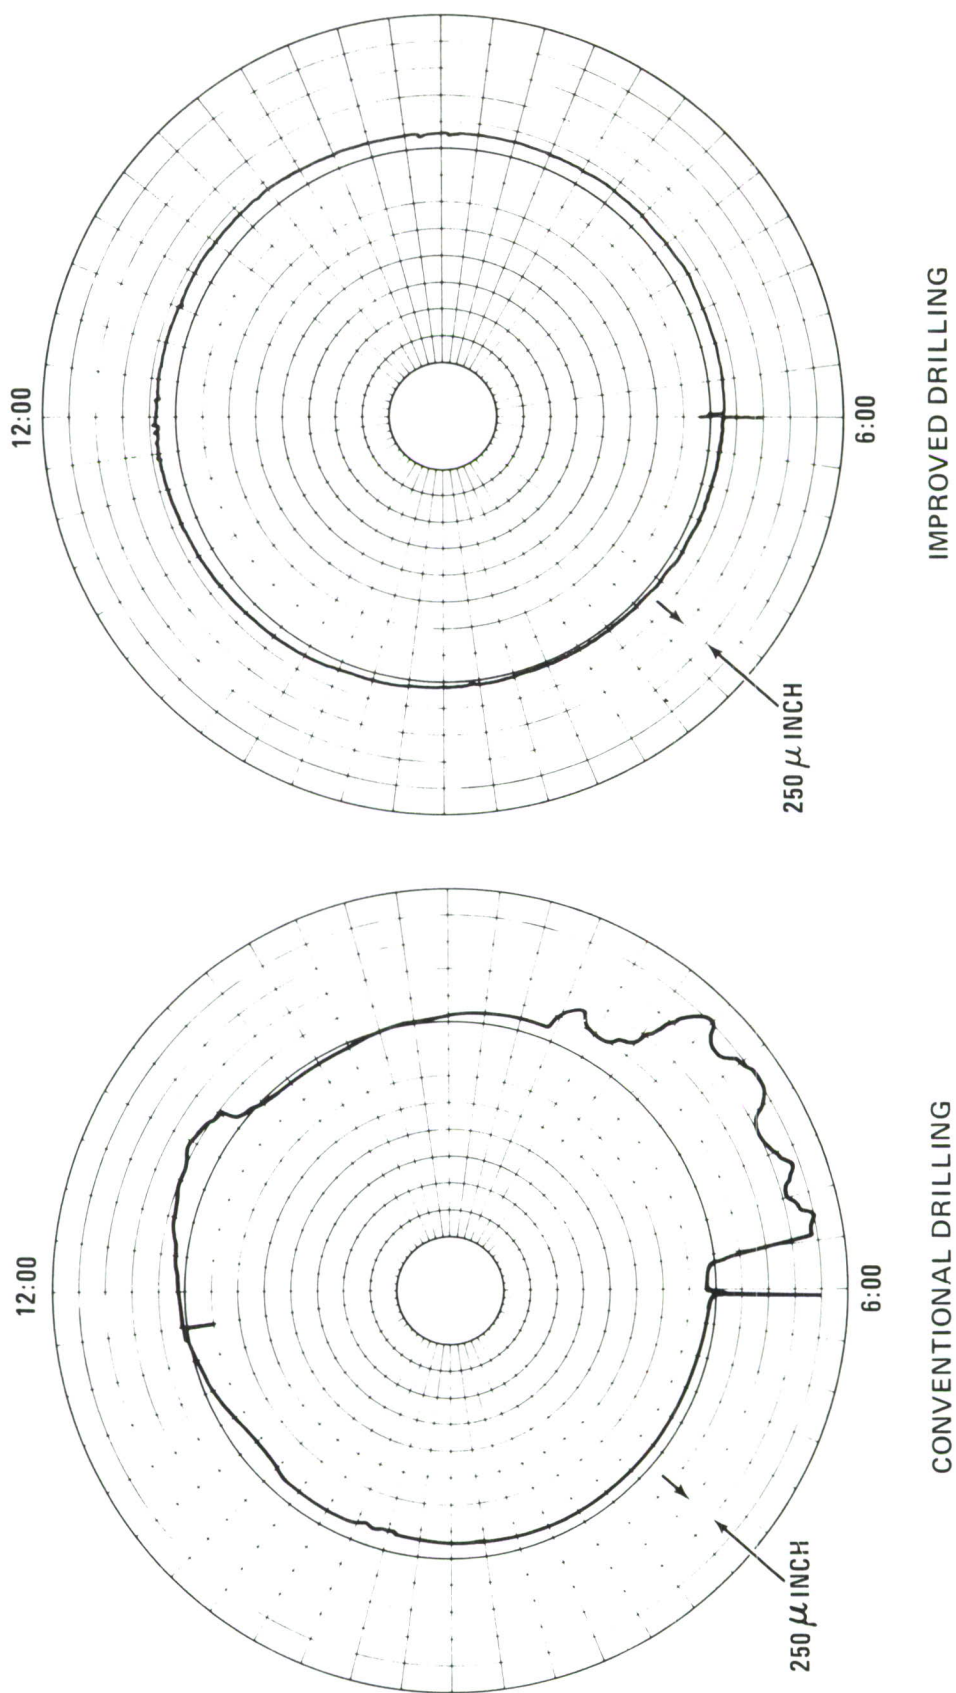 12:00
250 μ INCH
6:00
CONVENTIONAL DRILLING
12:00
250 μ INCH
6:00
IMPROVED DRILLING